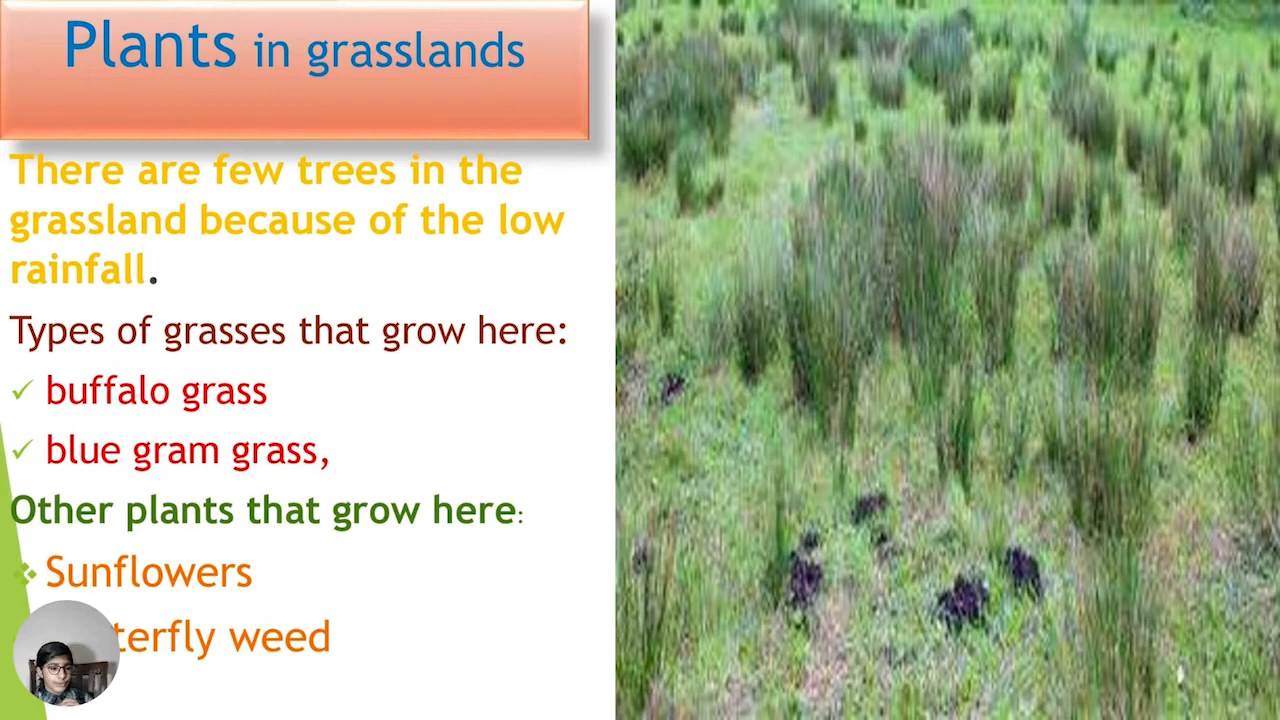 Plants in grasslands
There are few trees in the
grassland because of the low
rainfall.
Types of grasses that grow here:
✓ buffalo grass
✓ blue gram grass,
Other plants that grow here:
❖ Sunflowers
terfly weed